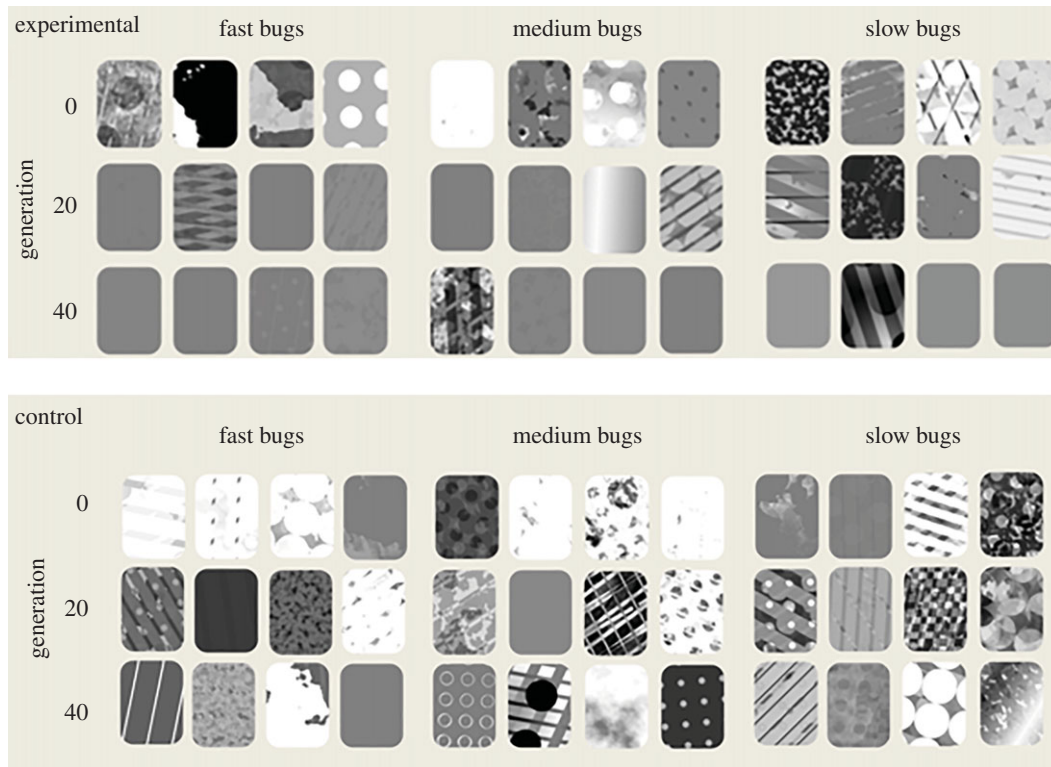 experimental
fast bugs medium bugs slow bugs
0
20
40
generation
control
fast bugs medium bugs slow bugs
0
20
40
generation